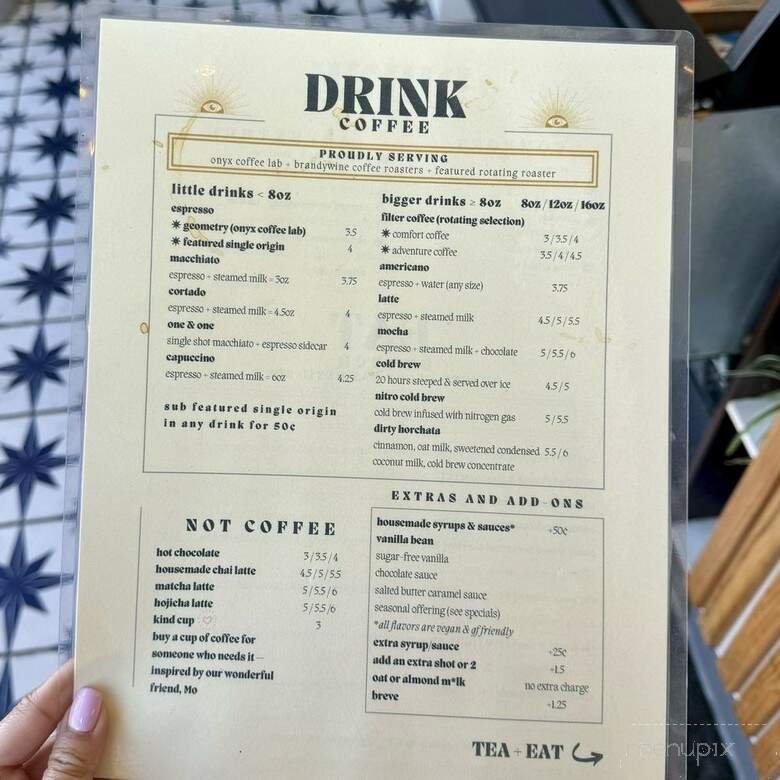 DRINK
COFFEE
PROUDLY SERVING
onyx coffee lab + brandywine coffee roasters + featured rotating roaster
little drinks < 8oz
espresso
✷ geometry (onyx coffee lab) 3.5
✷ featured single origin 4
macchiato
espresso + steamed milk = 3oz 3.75
cortado
espresso + steamed milk = 4.5oz 4
one & one
single shot macchiato + espresso sidecar 4
capuccino
espresso + steamed milk = 6oz 4.25
sub featured single origin
in any drink for 50¢
bigger drinks ≥ 8oz 8oz / 12oz / 16oz
filter coffee (rotating selection)
✷ comfort coffee 3 / 3.5 / 4
✷ adventure coffee 3.5 / 4 / 4.5
americano
espresso + water (any size) 3.75
latte
espresso + steamed milk 4.5 / 5 / 5.5
mocha
espresso + steamed milk + chocolate 5 / 5.5 / 6
cold brew
20 hours steeped & served over ice 4.5 / 5
nitro cold brew
cold brew infused with nitrogen gas 5 / 5.5
dirty horchata
cinnamon, oat milk, sweetened condensed 5.5 / 6
coconut milk, cold brew concentrate
NOT COFFEE
hot chocolate 3 / 3.5 / 4
housemade chai latte 4.5 / 5 / 5.5
matcha latte 5 / 5.5 / 6
hojicha latte 5 / 5.5 / 6
kind cup ♡ 3
buy a cup of coffee for
someone who needs it —
inspired by our wonderful
friend, Mo
EXTRAS AND ADD-ONS
housemade syrups & sauces* +50¢
vanilla bean
sugar-free vanilla
chocolate sauce
salted butter caramel sauce
seasonal offering (see specials)
*all flavors are vegan & gf friendly
extra syrup/sauce +25¢
add an extra shot or 2 +1.5
oat or almond m*lk no extra charge
breve +1.25
TEA + EAT
menupix